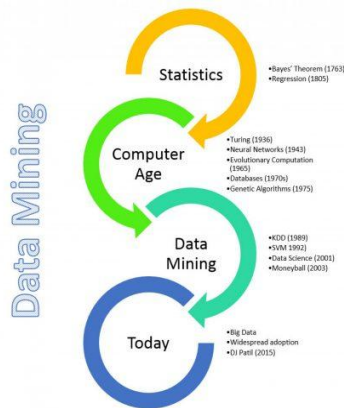 Data Mining
Statistics
•Bayes' Theorem (1763)
•Regression (1805)
Computer
Age
•Turing (1936)
•Neural Networks (1943)
•Evolutionary Computation
(1965)
•Databases (1970s)
•Genetic Algorithms (1975)
Data
Mining
•KDD (1989)
•SVM 1992)
•Data Science (2001)
•Moneyball (2003)
Today
•Big Data
•Widespread adoption
•DJ Patil (2015)